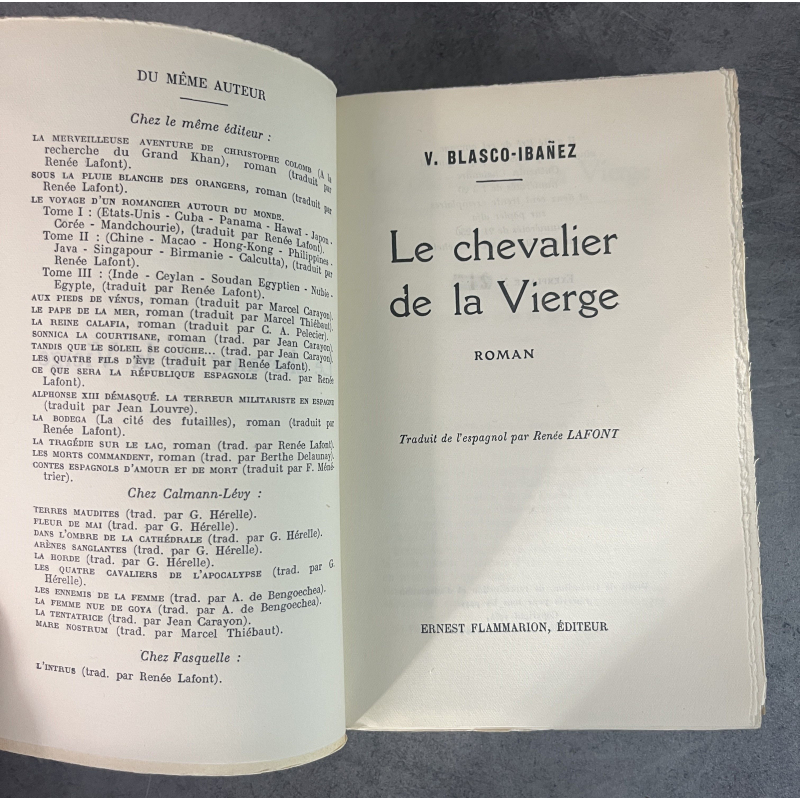 DU MÊME AUTEUR
Chez le même éditeur :
LA MERVEILLEUSE AVENTURE DE CHRISTOPHE COLOMB (A la
recherche du Grand Khan), roman (traduit par
Renée Lafont).
SOUS LA PLUIE BLANCHE DES ORANGERS, roman (traduit par
Renée Lafont).
LE VOYAGE D'UN ROMANCIER AUTOUR DU MONDE.
Tome I : (Etats-Unis - Cuba - Panama - Hawaï - Japon -
Corée - Mandchourie), (traduit par Renée Lafont).
Tome II : (Chine - Macao - Hong-Kong - Philippines -
Java - Singapour - Birmanie - Calcutta), (traduit par
Renée Lafont).
Tome III : (Inde - Ceylan - Soudan Egyptien - Nubie -
Egypte, (traduit par Renée Lafont).
AUX PIEDS DE VÉNUS, roman (traduit par Marcel Carayon).
LE PAPE DE LA MER, roman (traduit par Marcel Thiébaut).
LA REINE CALAFIA, roman (traduit par C. A. Pelecier).
SONNICA LA COURTISANE, roman (trad. par Jean Carayon).
TANDIS QUE LE SOLEIL SE COUCHE... (trad. par Jean Carayon).
LES QUATRE FILS D'ÈVE (traduit par Renée Lafont).
CE QUE SERA LA RÉPUBLIQUE ESPAGNOLE (trad. par Renée
Lafont).
ALPHONSE XIII DÉMASQUÉ. LA TERREUR MILITARISTE EN ESPAGNE
(traduit par Jean Louvre).
LA BODEGA (La cité des futailles), roman (traduit par
Renée Lafont).
LA TRAGÉDIE SUR LE LAC, roman (trad. par Renée Lafont).
LES MORTS COMMANDENT, roman (trad. par Berthe Delaunay).
CONTES ESPAGNOLS D'AMOUR ET DE MORT (traduit par F. Méné-
trier).
Chez Calmann-Lévy :
TERRES MAUDITES (trad. par G. Hérelle).
FLEUR DE MAI (trad. par G. Hérelle).
DANS L'OMBRE DE LA CATHÉDRALE (trad. par G. Hérelle).
ARÈNES SANGLANTES (trad. par G. Hérelle).
LA HORDE (trad. par G. Hérelle).
LES QUATRE CAVALIERS DE L'APOCALYPSE (trad. par G.
Hérelle).
LES ENNEMIS DE LA FEMME (trad. par A. de Bengoechea).
LA FEMME NUE DE GOYA (trad. par A. de Bengoechea).
LA TENTATRICE (trad. par Jean Carayon).
MARE NOSTRUM (trad. par Marcel Thiébaut).
Chez Fasquelle :
L'INTRUS (trad. par Renée Lafont).
V. BLASCO-IBAÑEZ
Le chevalier
de la Vierge
ROMAN
Traduit de l'espagnol par Renée LAFONT
ERNEST FLAMMARION, ÉDITEUR